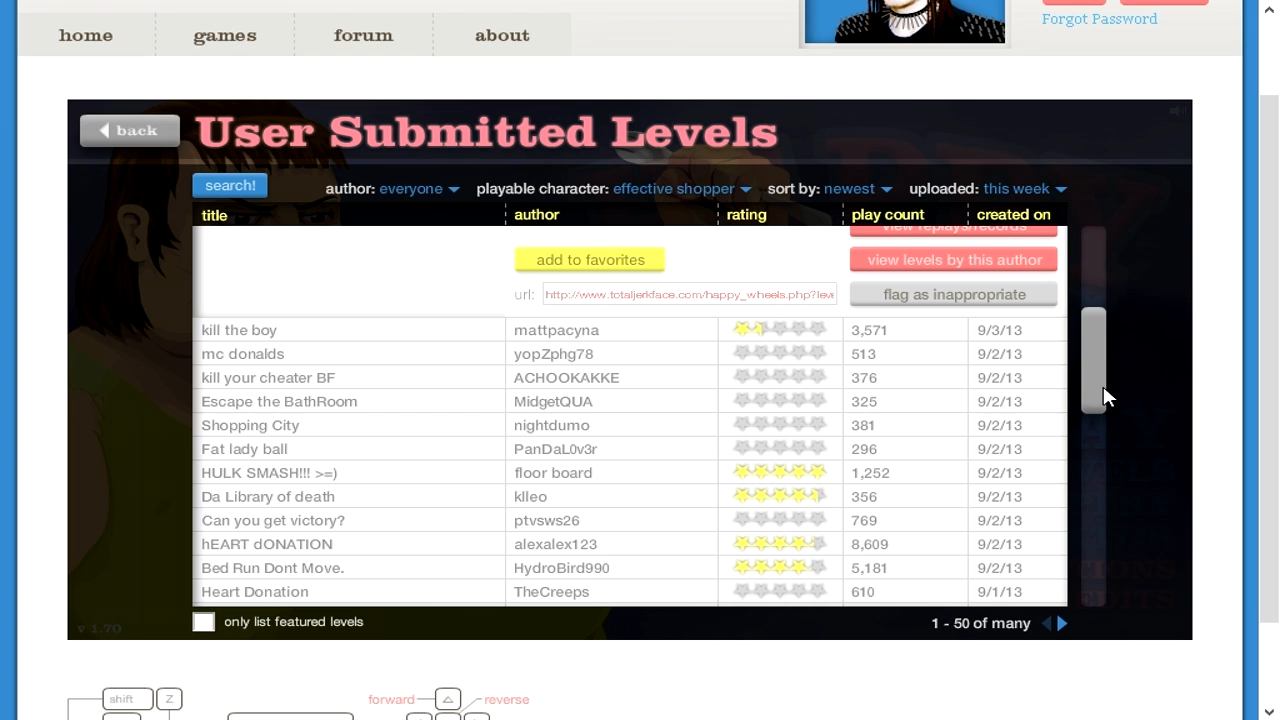 Forgot Password
home games forum about
back User Submitted Levels
search! author: everyone playable character: effective shopper sort by: newest uploaded: this week
title author rating play count created on
view replays/records
add to favorites view levels by this author
url: http://www.totaljerkface.com/happy_wheels.php?leve flag as inappropriate
kill the boy mattpacyna 3,571 9/3/13
mc donalds yopZphg78 513 9/2/13
kill your cheater BF ACHOOKAKKE 376 9/2/13
Escape the BathRoom MidgetQUA 325 9/2/13
Shopping City nightdumo 381 9/2/13
Fat lady ball PanDaL0v3r 296 9/2/13
HULK SMASH!!! >=) floor board 1,252 9/2/13
Da Library of death klleo 356 9/2/13
Can you get victory? ptvsws26 769 9/2/13
hEART dONATION alexalex123 8,609 9/2/13
Bed Run Dont Move. HydroBird990 5,181 9/2/13
Heart Donation TheCreeps 610 9/1/13
only list featured levels 1 - 50 of many
v 1.70
shift Z forward reverse